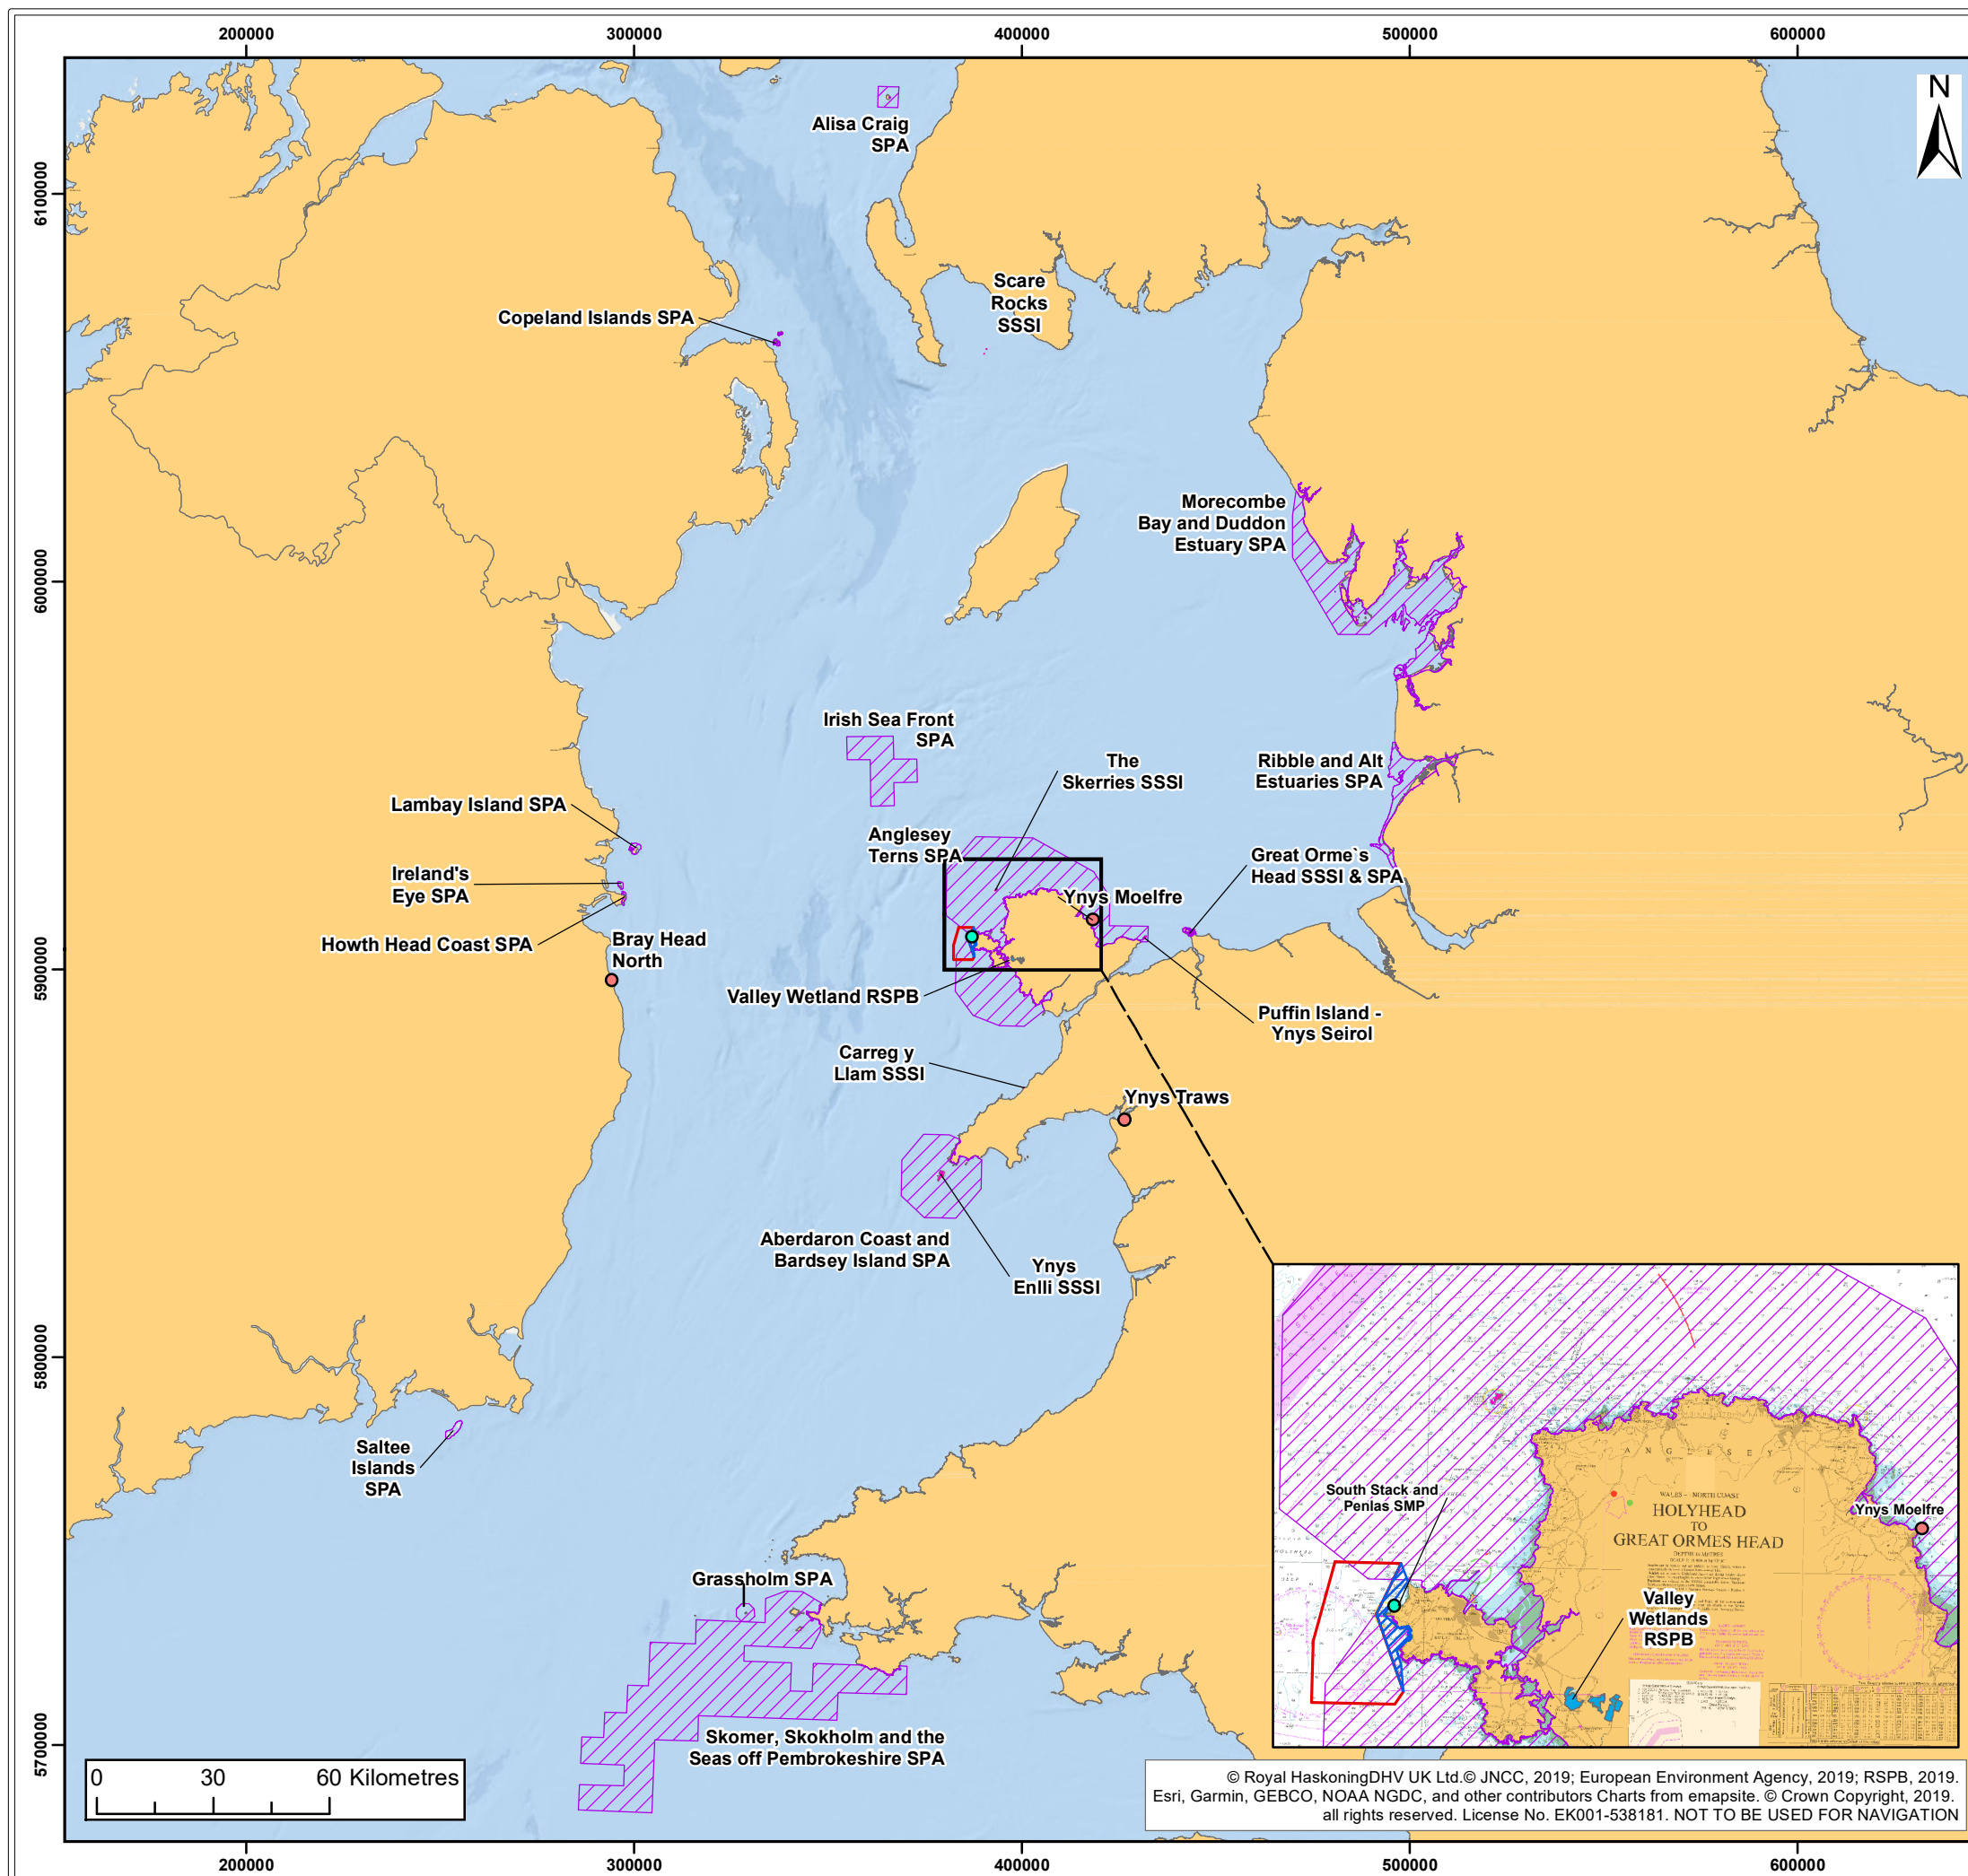 200000
300000
400000
500000
600000
N
Alisa Craig
SPA
6100000
Scare
Rocks
SSSI
Copeland Islands SPA
Morecombe
Bay and Duddon
Estuary SPA
6000000
Irish Sea Front
SPA
The
Skerries SSSI
Ribble and Alt
Estuaries SPA
Lambay Island SPA
Anglesey
Terns SPA
Great Orme`s
Head SSSI & SPA
Ireland's
Eye SPA
Ynys Moelfre
Howth Head Coast SPA
Bray Head
North
5900000
Valley Wetland RSPB
Puffin Island -
Ynys Seirol
Carreg y
Llam SSSI
Ynys Traws
Aberdaron Coast and
Bardsey Island SPA
Ynys
Enlli SSSI
5800000
Saltee
Islands
SPA
ANGLESEY
South Stack and
Penlas SMP
WALES - NORTH COAST
HOLYHEAD
TO
GREAT ORMES HEAD
Ynys Moelfre
Valley
Wetlands
RSPB
Grassholm SPA
Skomer, Skokholm and the
Seas off Pembrokeshire SPA
5700000
0 30 60 Kilometres
© Royal HaskoningDHV UK Ltd.© JNCC, 2019; European Environment Agency, 2019; RSPB, 2019.
Esri, Garmin, GEBCO, NOAA NGDC, and other contributors Charts from emapsite. © Crown Copyright, 2019.
all rights reserved. License No. EK001-538181. NOT TO BE USED FOR NAVIGATION
200000
300000
400000
500000
600000